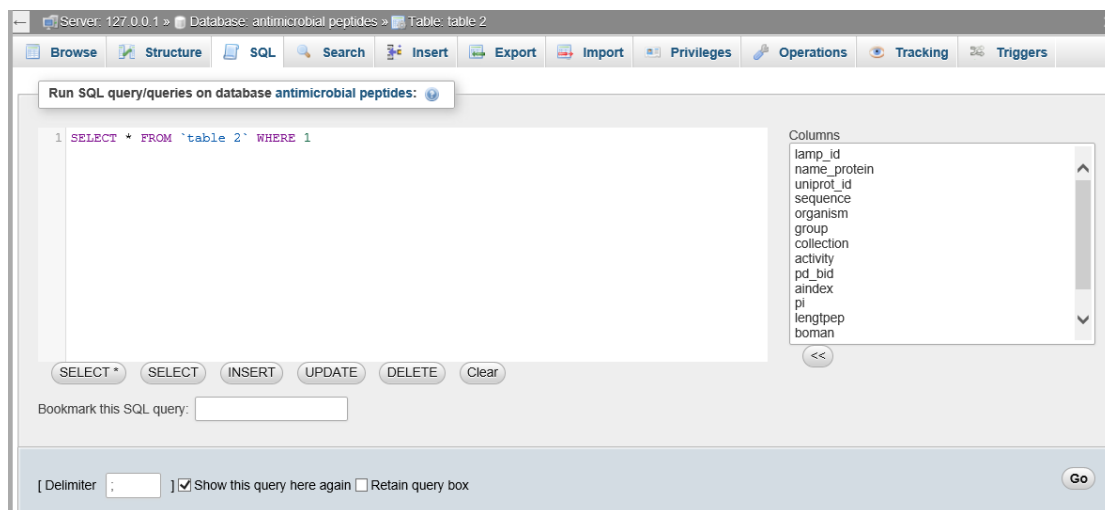 Server: 127.0.0.1 » Database: antimicrobial peptides » Table: table 2
Browse Structure SQL Search Insert Export Import Privileges Operations Tracking Triggers
Run SQL query/queries on database antimicrobial peptides:
1 SELECT * FROM `table 2` WHERE 1
Columns
lamp_id
name_protein
uniprot_id
sequence
organism
group
collection
activity
pd_bid
aindex
pi
lengtpep
boman
<<
SELECT * SELECT INSERT UPDATE DELETE Clear
Bookmark this SQL query:
[ Delimiter ; ] Show this query here again Retain query box
Go